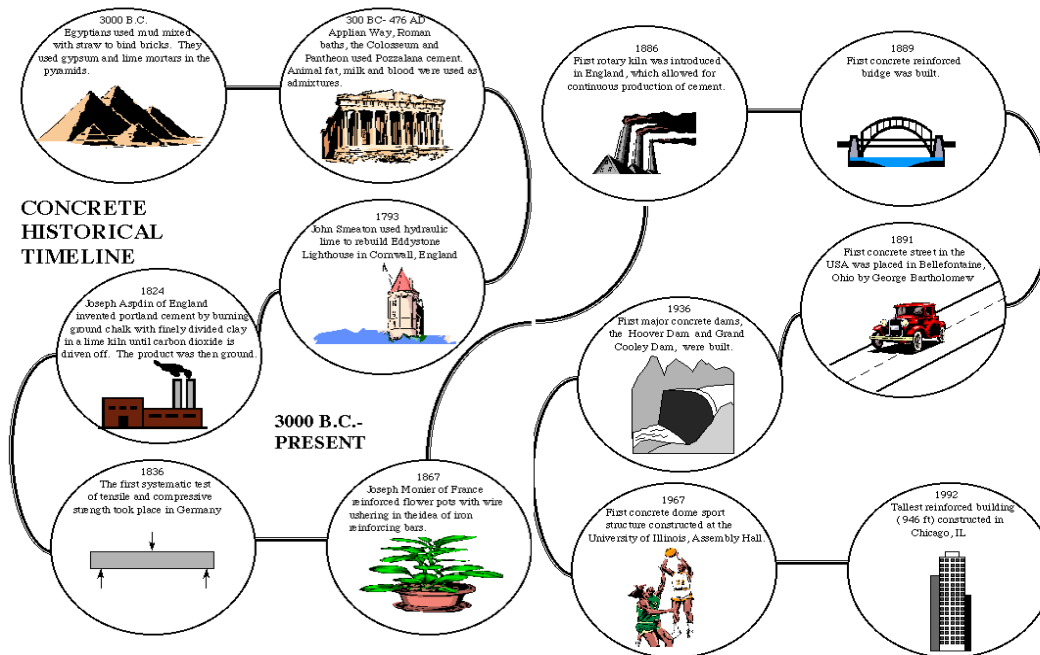 CONCRETE
HISTORICAL
TIMELINE
3000 B.C.-
PRESENT
3000 B.C.
Egyptians used mud mixed
with straw to bind bricks. They
used gypsum and lime mortars in the
pyramids.
300 BC- 476 AD
Applian Way, Roman
baths, the Colosseum and
Pantheon used Pozzalana cement.
Animal fat, milk and blood were used as
admixtures.
1793
John Smeaton used hydraulic
lime to rebuild Eddystone
Lighthouse in Cornwall, England
1824
Joseph Aspdin of England
invented portland cement by burning
ground chalk with finely divided clay
in a lime kiln until carbon dioxide is
driven off. The product was then ground.
1836
The first systematic test
of tensile and compressive
strength took place in Germany
1867
Joseph Monier of France
reinforced flower pots with wire
ushering in the idea of iron
reinforcing bars.
1886
First rotary kiln was introduced
in England, which allowed for
continuous production of cement.
1889
First concrete reinforced
bridge was built.
1891
First concrete street in the
USA was placed in Bellefontaine,
Ohio by George Bartholomew
1936
First major concrete dams,
the Hoover Dam and Grand
Cooley Dam, were built.
1967
First concrete dome sport
structure constructed at the
University of Illinois, Assembly Hall.
1992
Tallest reinforced building
(946 ft) constructed in
Chicago, IL